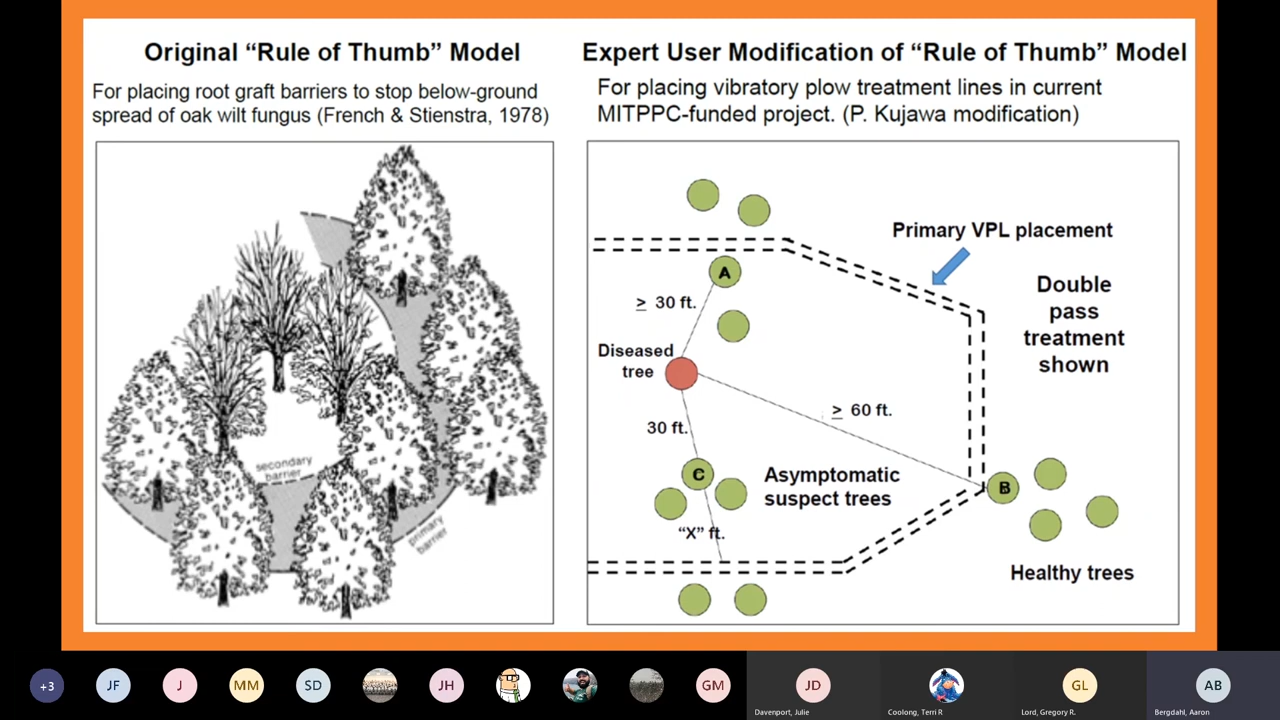 Original “Rule of Thumb” Model
For placing root graft barriers to stop below-ground
spread of oak wilt fungus (French & Stienstra, 1978)
secondary
barrier
primary
barrier
Expert User Modification of “Rule of Thumb” Model
For placing vibratory plow treatment lines in current
MITPPC-funded project. (P. Kujawa modification)
Primary VPL placement
Double
pass
treatment
shown
A
≥ 30 ft.
Diseased
tree
≥ 60 ft.
30 ft.
C
Asymptomatic
suspect trees
B
“X” ft.
Healthy trees
+3
JF
J
MM
SD
JH
GM
JD
GL
AB
Davenport, Julie
Coolong, Terri R
Lord, Gregory R.
Bergdahl, Aaron